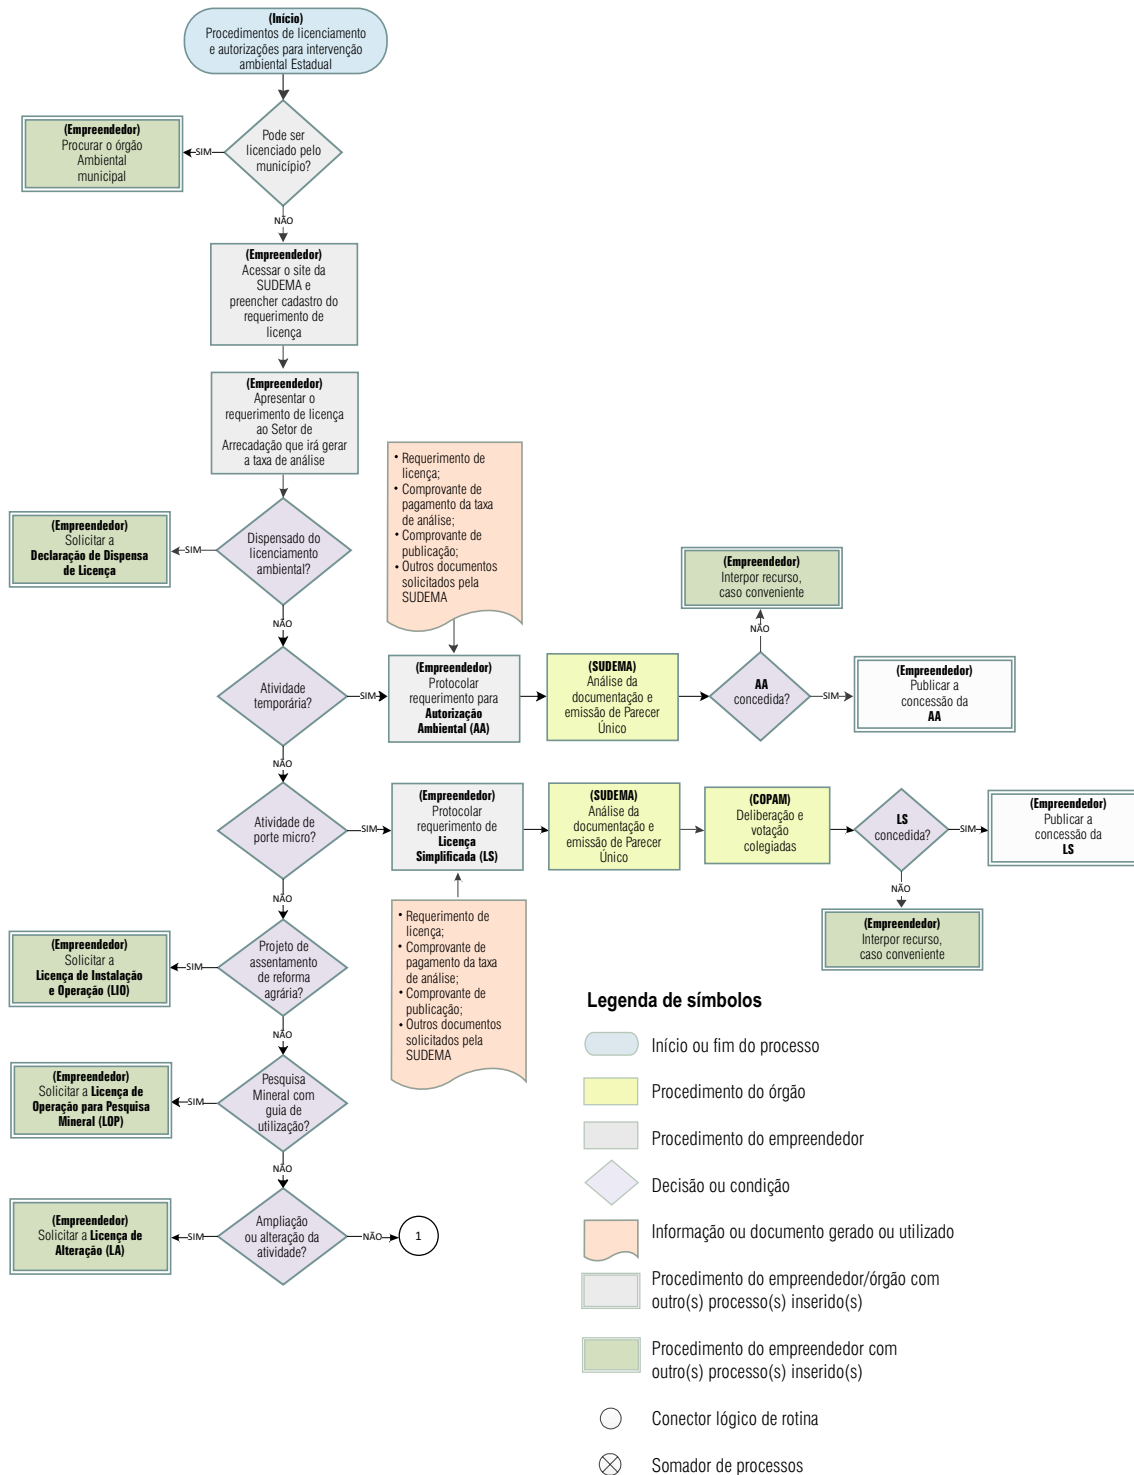 (Início)
Procedimentos de licenciamento
e autorizações para intervenção
ambiental Estadual
Pode ser
licenciado pelo
município?
SIM
(Empreendedor)
Procurar o órgão
Ambiental
municipal
NÃO
(Empreendedor)
Acessar o site da
SUDEMA e
preencher cadastro do
requerimento de
licença
(Empreendedor)
Apresentar o
requerimento de licença
ao Setor de
Arrecadação que irá gerar
a taxa de análise
Dispensado do
licenciamento
ambiental?
SIM
(Empreendedor)
Solicitar a
Declaração de Dispensa
de Licença
NÃO
• Requerimento de
licença;
• Comprovante de
pagamento da taxa
de análise;
• Comprovante de
publicação;
• Outros documentos
solicitados pela
SUDEMA
Atividade
temporária?
SIM
(Empreendedor)
Protocolar
requerimento para
Autorização
Ambiental (AA)
(SUDEMA)
Análise da
documentação e
emissão de Parecer
Único
AA
concedida?
NÃO
(Empreendedor)
Interpor recurso,
caso conveniente
SIM
(Empreendedor)
Publicar a
concessão da
AA
NÃO
Atividade de
porte micro?
SIM
(Empreendedor)
Protocolar
requerimento de
Licença
Simplificada (LS)
(SUDEMA)
Análise da
documentação e
emissão de Parecer
Único
(COPAM)
Deliberação e
votação
colegiadas
LS
concedida?
SIM
(Empreendedor)
Publicar a
concessão da
LS
NÃO
(Empreendedor)
Interpor recurso,
caso conveniente
• Requerimento de
licença;
• Comprovante de
pagamento da taxa
de análise;
• Comprovante de
publicação;
• Outros documentos
solicitados pela
SUDEMA
NÃO
Projeto de
assentamento
de reforma
agrária?
SIM
(Empreendedor)
Solicitar a
Licença de Instalação
e Operação (LIO)
NÃO
Pesquisa
Mineral com
guia de
utilização?
SIM
(Empreendedor)
Solicitar a Licença de
Operação para Pesquisa
Mineral (LOP)
NÃO
Ampliação
ou alteração da
atividade?
SIM
(Empreendedor)
Solicitar a Licença de
Alteração (LA)
NÃO
1
Legenda de símbolos
Início ou fim do processo
Procedimento do órgão
Procedimento do empreendedor
Decisão ou condição
Informação ou documento gerado ou utilizado
Procedimento do empreendedor/órgão com
outro(s) processo(s) inserido(s)
Procedimento do empreendedor com
outro(s) processo(s) inserido(s)
Conector lógico de rotina
Somador de processos